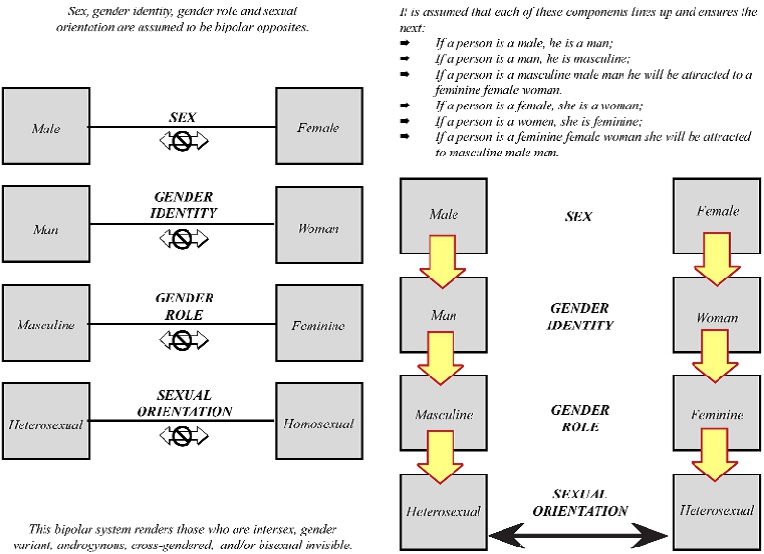 Sex, gender identity, gender role and sexual
orientation are assumed to be bipolar opposites.
Male
SEX
Female
Man
GENDER
IDENTITY
Woman
Masculine
GENDER
ROLE
Feminine
Heterosexual
SEXUAL
ORIENTATION
Homosexual
This bipolar system renders those who are intersex, gender
variant, androgynous, cross-gendered, and/or bisexual invisible.
It is assumed that each of these components lines up and ensures the
next:
➨ If a person is a male, he is a man;
➨ If a person is a man, he is masculine;
➨ If a person is a masculine male man he will be attracted to a
feminine female woman.
➨ If a person is a female, she is a woman;
➨ If a person is a women, she is feminine;
➨ If a person is a feminine female woman she will be attracted
to masculine male man.
Male
SEX
Female
Man
GENDER
IDENTITY
Woman
Masculine
GENDER
ROLE
Feminine
Heterosexual
SEXUAL
ORIENTATION
Heterosexual